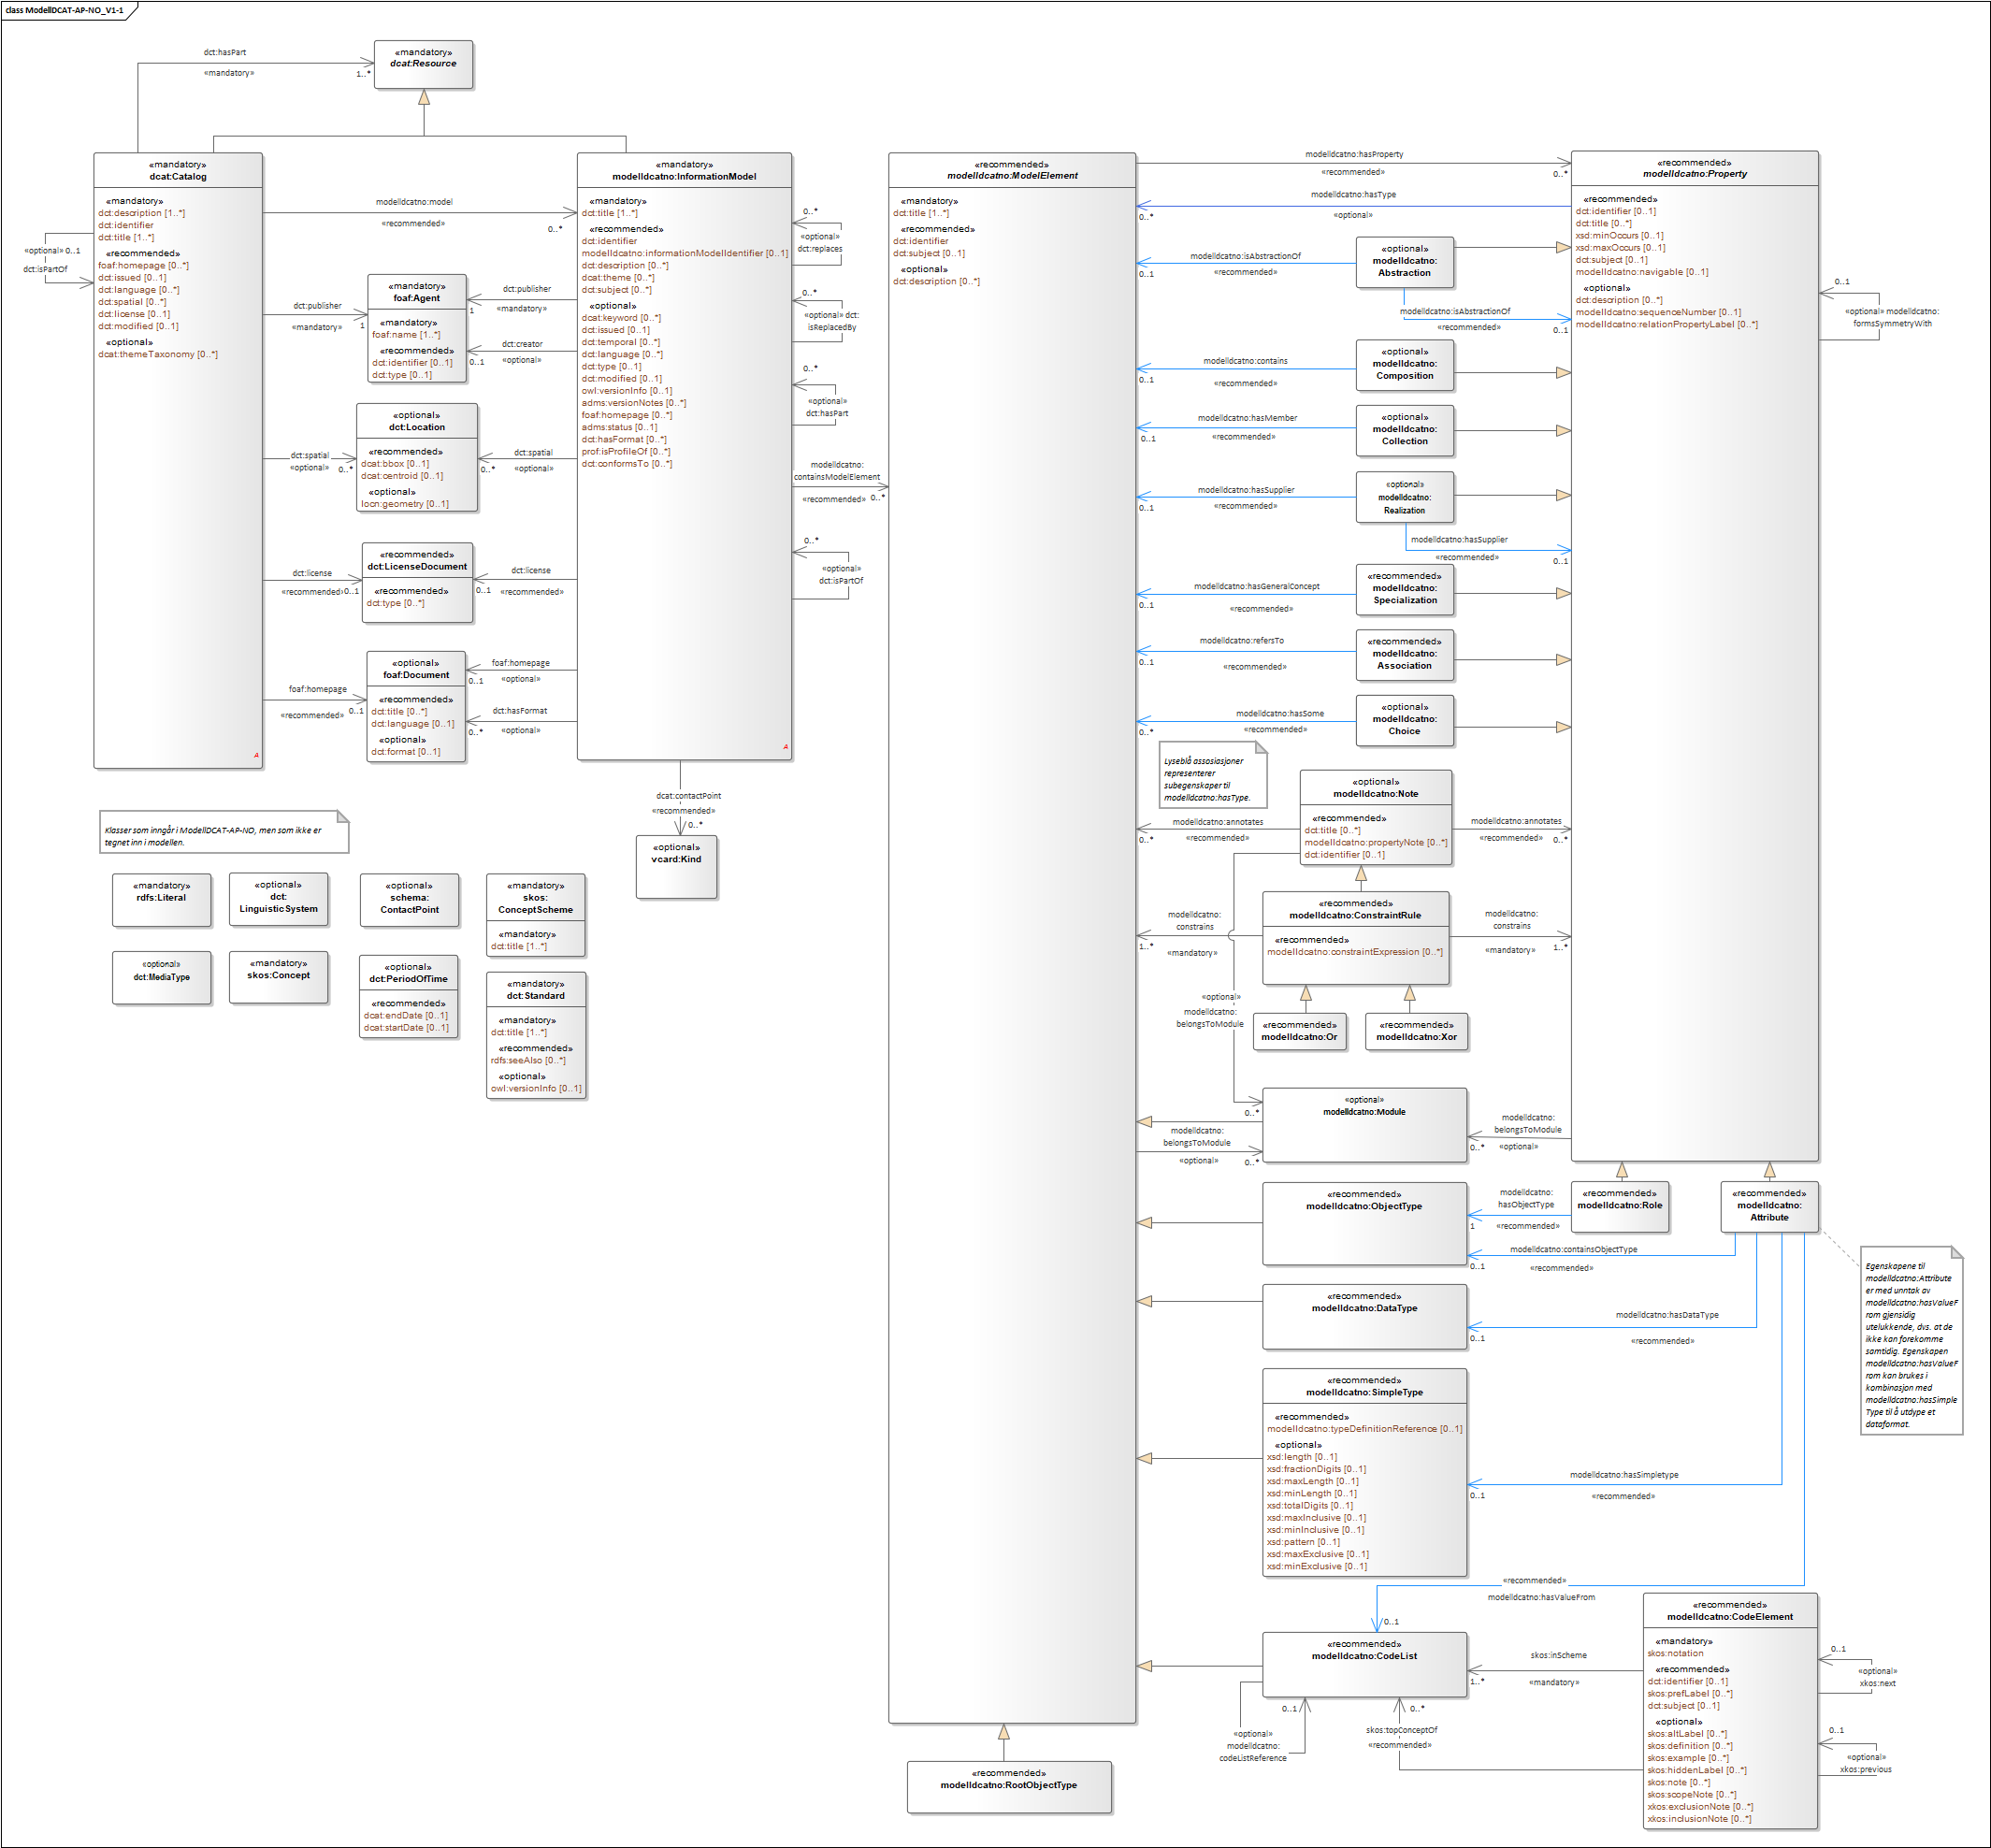 class ModellDCAT-AP-NO_V1-1
dct:hasPart
«mandatory»
1..*
«mandatory»
dcat:Resource
«mandatory»
dcat:Catalog
«mandatory»
dct:description [1..*]
dct:identifier
dct:title [1..*]
«recommended»
foaf:homepage [0..*]
dct:issued [0..1]
dct:language [0..*]
dct:spatial [0..*]
dct:license [0..1]
dct:modified [0..1]
«optional»
dcat:themeTaxonomy [0..*]
A
«optional» 0..1
dct:isPartOf
modelldcatno:model
«recommended»
0..*
dct:publisher
«mandatory»
1
dct:spatial
«optional»
0..*
dct:license
«recommended»
0..1
foaf:homepage
«recommended»
0..1
«mandatory»
foaf:Agent
«mandatory»
foaf:name [1..*]
«recommended»
dct:identifier [0..1]
dct:type [0..1]
«optional»
dct:Location
«recommended»
dcat:bbox [0..1]
dcat:centroid [0..1]
«optional»
locn:geometry [0..1]
«recommended»
dct:LicenseDocument
«recommended»
dct:type [0..*]
«optional»
foaf:Document
«recommended»
dct:title [0..*]
dct:language [0..1]
«optional»
dct:format [0..1]
dct:publisher
1
«mandatory»
dct:creator
0..1
«optional»
dct:spatial
0..*
«optional»
dct:license
0..1
«recommended»
foaf:homepage
0..1
«optional»
dct:hasFormat
0..*
«optional»
«mandatory»
modelldcatno:InformationModel
«mandatory»
dct:title [1..*]
«recommended»
dct:identifier
modelldcatno:informationModelIdentifier [0..1]
dct:description [0..*]
dcat:theme [0..*]
dct:subject [0..*]
«optional»
dcat:keyword [0..*]
dct:issued [0..1]
dct:temporal [0..*]
dct:language [0..*]
dct:type [0..1]
dct:modified [0..1]
owl:versionInfo [0..1]
adms:versionNotes [0..*]
foaf:homepage [0..*]
adms:status [0..1]
dct:hasFormat [0..*]
prof:isProfileOf [0..*]
dct:conformsTo [0..*]
A
0..*
«optional»
dct:replaces
0..*
«optional» dct:
isReplacedBy
0..*
«optional»
dct:hasPart
modelldcatno:
containsModelElement
«recommended»
0..*
0..*
«optional»
dct:isPartOf
dcat:contactPoint
«recommended»
0..*
«optional»
vcard:Kind
Klasser som inngår i ModellDCAT-AP-NO, men som ikke er
tegnet inn i modellen.
«mandatory»
rdfs:Literal
«optional»
dct:
LinguisticSystem
«optional»
schema:
ContactPoint
«mandatory»
skos:
ConceptScheme
«mandatory»
dct:title [1..*]
«optional»
dct:MediaType
«mandatory»
skos:Concept
«optional»
dct:PeriodOfTime
«recommended»
dcat:endDate [0..1]
dcat:startDate [0..1]
«mandatory»
dct:Standard
«mandatory»
dct:title [1..*]
«recommended»
rdfs:seeAlso [0..*]
«optional»
owl:versionInfo [0..1]
«recommended»
modelldcatno:ModelElement
«mandatory»
dct:title [1..*]
«recommended»
dct:identifier
dct:subject [0..1]
«optional»
dct:description [0..*]
modelldcatno:hasProperty
«recommended»
0..*
modelldcatno:hasType
0..*
«optional»
modelldcatno:isAbstractionOf
0..1
«recommended»
«optional»
modelldcatno:
Abstraction
modelldcatno:isAbstractionOf
«recommended»
0..1
modelldcatno:contains
0..1
«recommended»
«optional»
modelldcatno:
Composition
modelldcatno:hasMember
0..1
«recommended»
«optional»
modelldcatno:
Collection
modelldcatno:hasSupplier
0..1
«recommended»
«optional»
modelldcatno:
Realization
modelldcatno:hasSupplier
«recommended»
0..1
modelldcatno:hasGeneralConcept
0..1
«recommended»
«recommended»
modelldcatno:
Specialization
modelldcatno:refersTo
0..1
«recommended»
«recommended»
modelldcatno:
Association
modelldcatno:hasSome
0..*
«recommended»
«optional»
modelldcatno:
Choice
Lyseblå assosiasjoner
representerer
subegenskaper til
modelldcatno:hasType.
«optional»
modelldcatno:Note
«recommended»
dct:title [0..*]
modelldcatno:propertyNote [0..*]
dct:identifier [0..1]
modelldcatno:annotates
0..*
«recommended»
modelldcatno:annotates
«recommended»
0..*
«recommended»
modelldcatno:ConstraintRule
«recommended»
modelldcatno:constraintExpression [0..*]
modelldcatno:
constrains
1..*
«mandatory»
modelldcatno:
constrains
«mandatory»
1..*
«optional»
modelldcatno:
belongsToModule
0..*
«recommended»
modelldcatno:Or
«recommended»
modelldcatno:Xor
«optional»
modelldcatno:Module
modelldcatno:
belongsToModule
«optional»
0..*
modelldcatno:
belongsToModule
0..*
«optional»
«recommended»
modelldcatno:Property
«recommended»
dct:identifier [0..1]
dct:title [0..*]
xsd:minOccurs [0..1]
xsd:maxOccurs [0..1]
dct:subject [0..1]
modelldcatno:navigable [0..1]
«optional»
dct:description [0..*]
modelldcatno:sequenceNumber [0..1]
modelldcatno:relationPropertyLabel [0..*]
0..1
«optional» modelldcatno:
formsSymmetryWith
«recommended»
modelldcatno:ObjectType
modelldcatno:
hasObjectType
1
«recommended»
«recommended»
modelldcatno:Role
«recommended»
modelldcatno:
Attribute
modelldcatno:containsObjectType
0..1
«recommended»
«recommended»
modelldcatno:DataType
modelldcatno:hasDataType
0..1
«recommended»
Egenskapene til
modelldcatno:Attribute
er med unntak av
modelldcatno:hasValueF
rom gjensidig
utelukkende, dvs. at de
ikke kan forekomme
samtidig. Egenskapen
modelldcatno:hasValueF
rom kan brukes i
kombinasjon med
modelldcatno:hasSimple
Type til å utdype et
dataformat.
«recommended»
modelldcatno:SimpleType
«recommended»
modelldcatno:typeDefinitionReference [0..1]
«optional»
xsd:length [0..1]
xsd:fractionDigits [0..1]
xsd:maxLength [0..1]
xsd:minLength [0..1]
xsd:totalDigits [0..1]
xsd:maxInclusive [0..1]
xsd:minInclusive [0..1]
xsd:pattern [0..1]
xsd:maxExclusive [0..1]
xsd:minExclusive [0..1]
modelldcatno:hasSimpletype
0..1
«recommended»
«recommended»
modelldcatno:hasValueFrom
0..1
«recommended»
modelldcatno:CodeList
0..1
«optional»
modelldcatno:
codeListReference
skos:inScheme
1..*
«mandatory»
0..*
skos:topConceptOf
«recommended»
«recommended»
modelldcatno:CodeElement
«mandatory»
skos:notation
«recommended»
dct:identifier [0..1]
skos:prefLabel [0..*]
dct:subject [0..1]
«optional»
skos:altLabel [0..*]
skos:definition [0..*]
skos:example [0..*]
skos:hiddenLabel [0..*]
skos:note [0..*]
skos:scopeNote [0..*]
xkos:exclusionNote [0..*]
xkos:inclusionNote [0..*]
0..1
«optional»
xkos:next
0..1
«optional»
xkos:previous
«recommended»
modelldcatno:RootObjectType